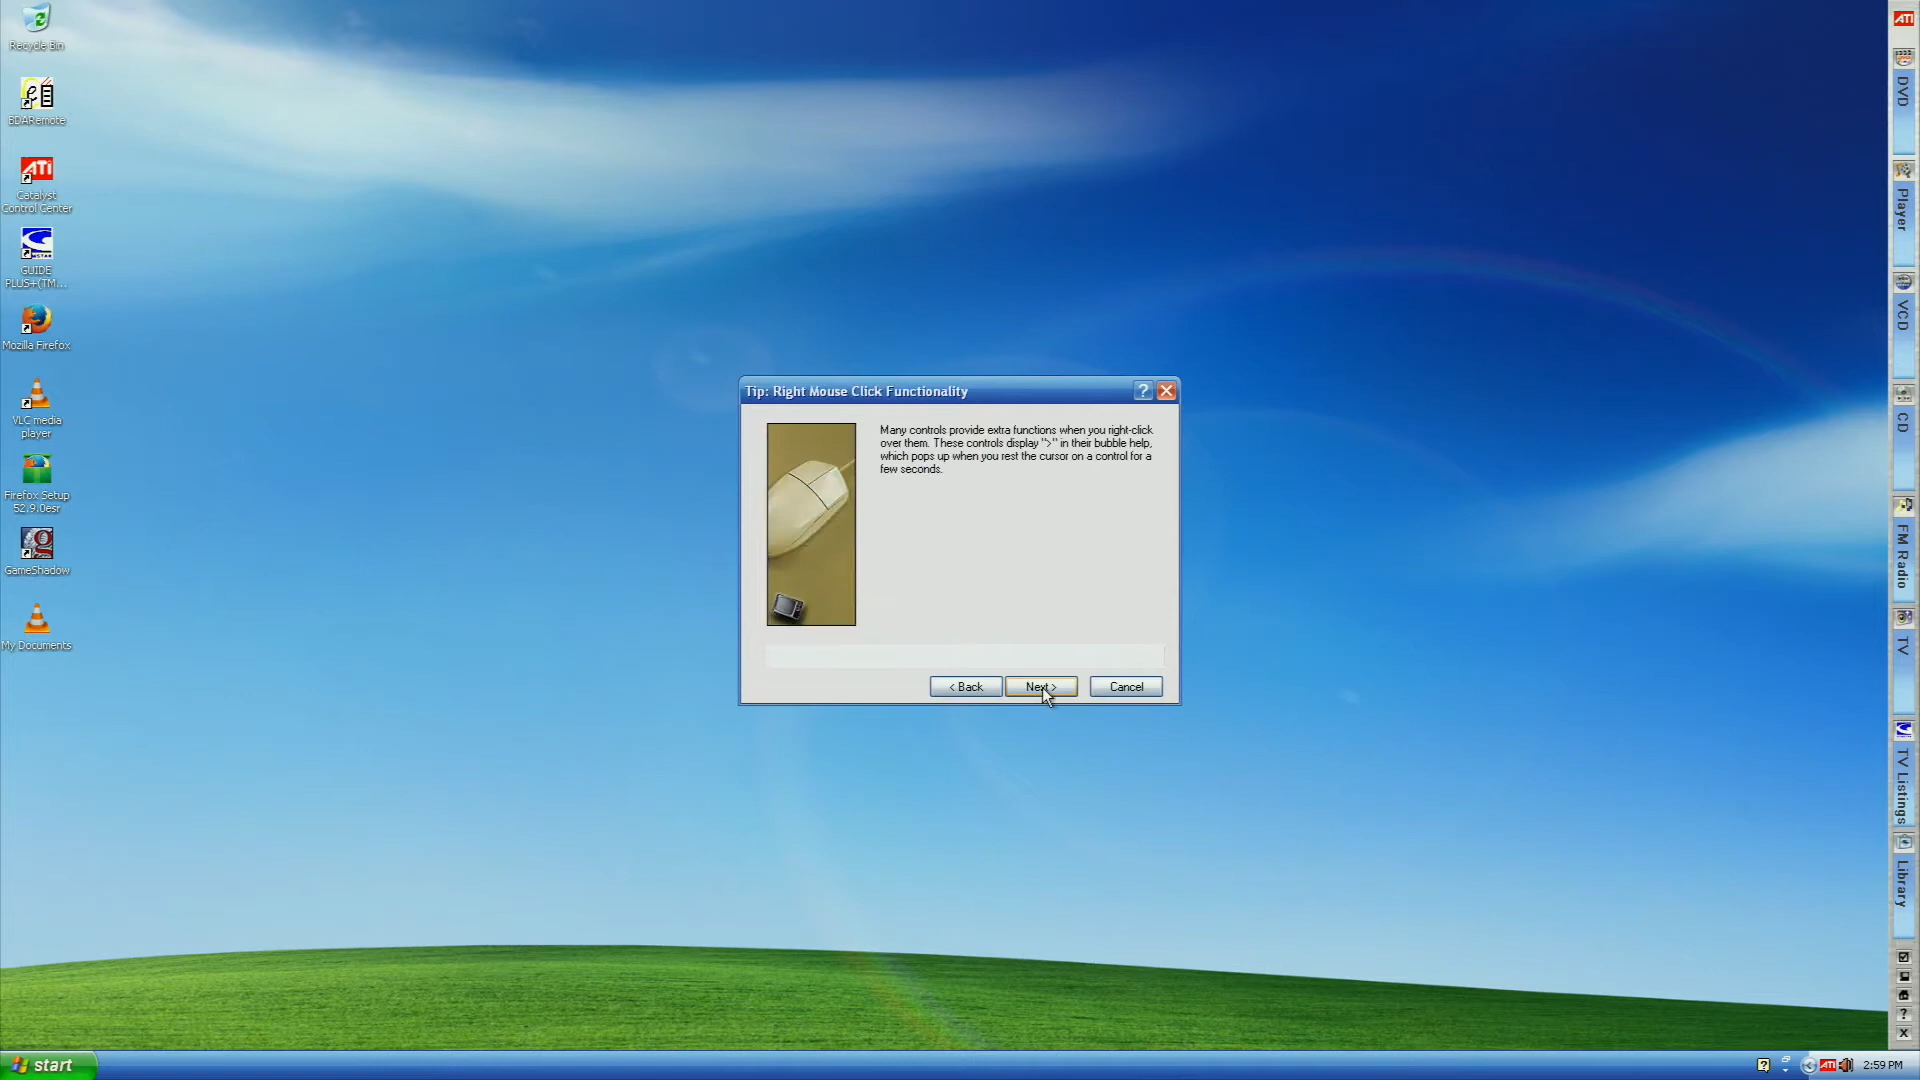 Recycle Bin
BDARemote
ATI
Catalyst
Control Center
GUIDE
PLUS+(TM...
Mozilla Firefox
VLC media
player
Firefox Setup
52.9.0esr
GameShadow
My Documents
Tip: Right Mouse Click Functionality
Many controls provide extra functions when you right-click
over them. These controls display ">" in their bubble help,
which pops up when you rest the cursor on a control for a
few seconds.
< Back
Next >
Cancel
ATI
DVD
Player
VCD
CD
FM Radio
TV
TV Listings
Library
start
ATI
2:59 PM